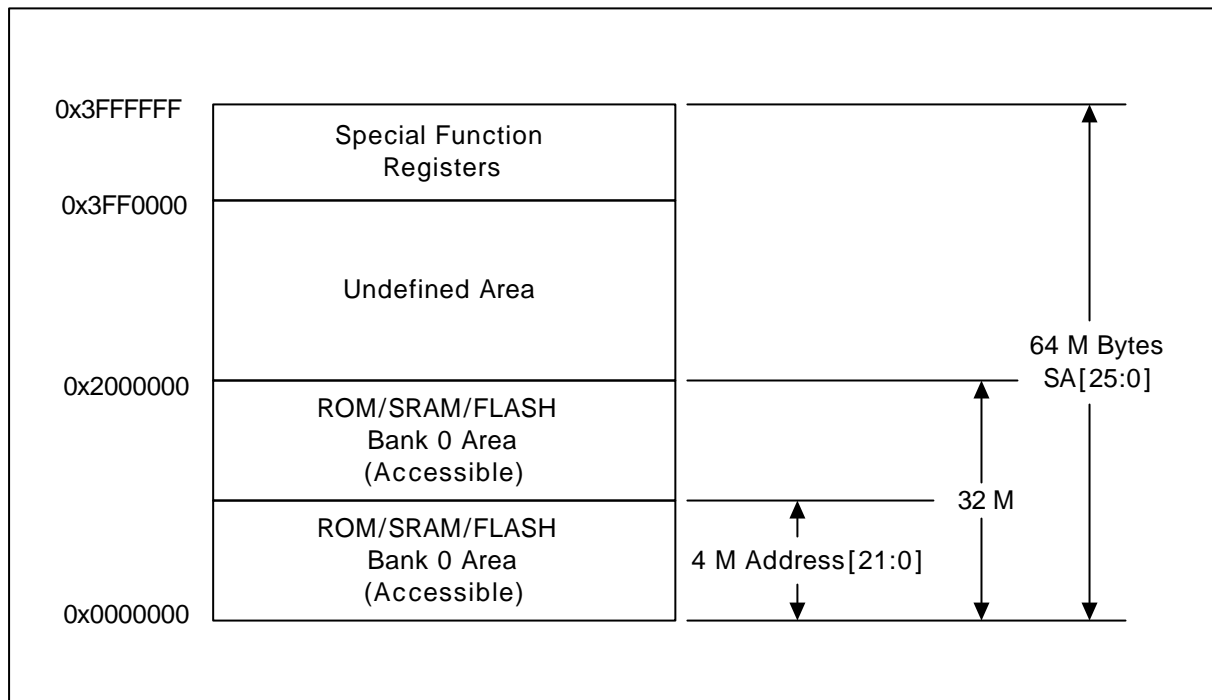 0x3FFFFFF
Special Function
Registers
0x3FF0000
Undefined Area
64 M Bytes
SA[25:0]
0x2000000
ROM/SRAM/FLASH
Bank 0 Area
(Accessible)
32 M
ROM/SRAM/FLASH
Bank 0 Area
(Accessible)
4 M Address[21:0]
0x0000000